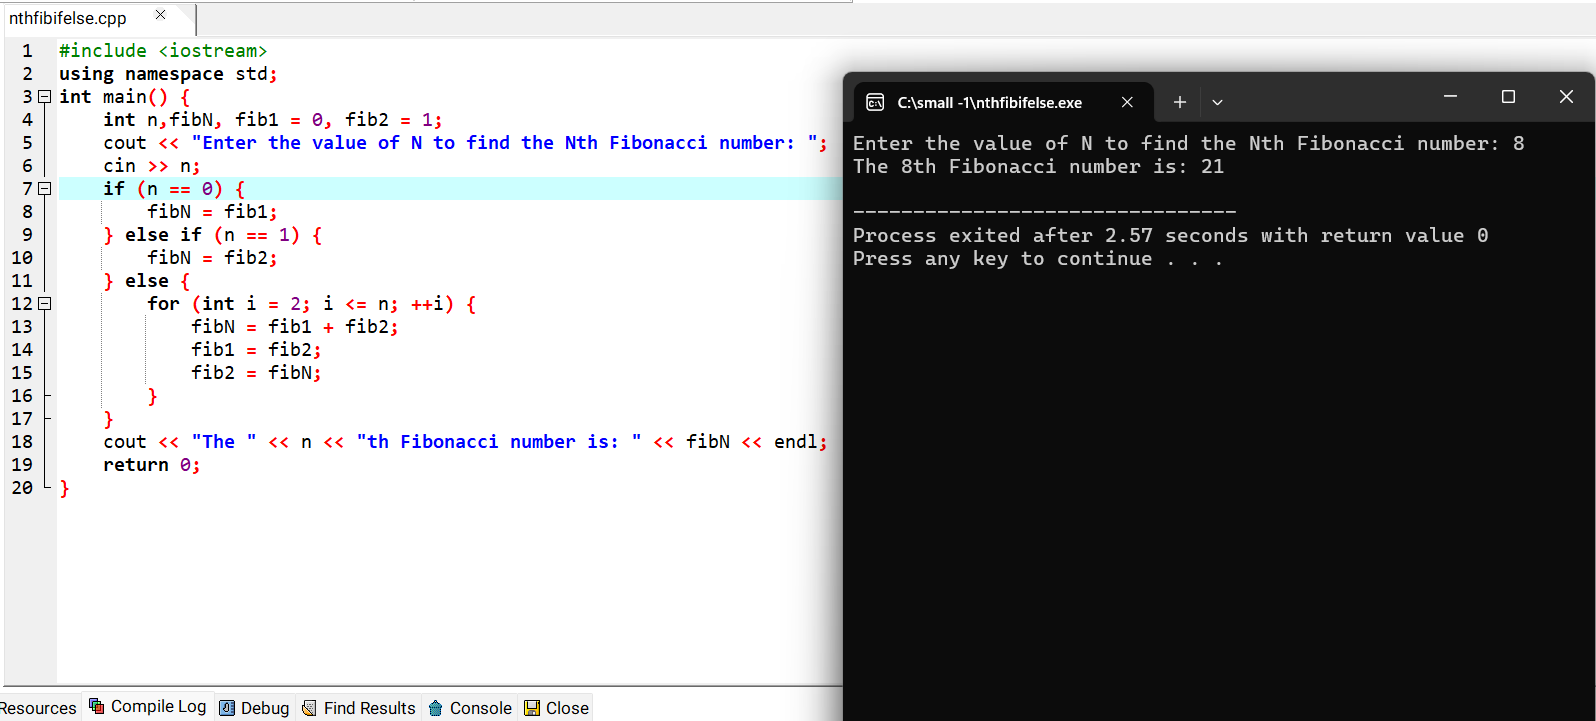 nthfibifelse.cpp
1 #include <iostream>
2 using namespace std;
3 int main() {
4 int n,fibN, fib1 = 0, fib2 = 1;
5 cout << "Enter the value of N to find the Nth Fibonacci number: ";
6 cin >> n;
7 if (n == 0) {
8 fibN = fib1;
9 } else if (n == 1) {
10 fibN = fib2;
11 } else {
12 for (int i = 2; i <= n; ++i) {
13 fibN = fib1 + fib2;
14 fib1 = fib2;
15 fib2 = fibN;
16 }
17 }
18 cout << "The " << n << "th Fibonacci number is: " << fibN << endl;
19 return 0;
20 }
C:\small -1\nthfibifelse.exe
Enter the value of N to find the Nth Fibonacci number: 8
The 8th Fibonacci number is: 21
--------------------------------
Process exited after 2.57 seconds with return value 0
Press any key to continue . . .
Resources Compile Log Debug Find Results Console Close